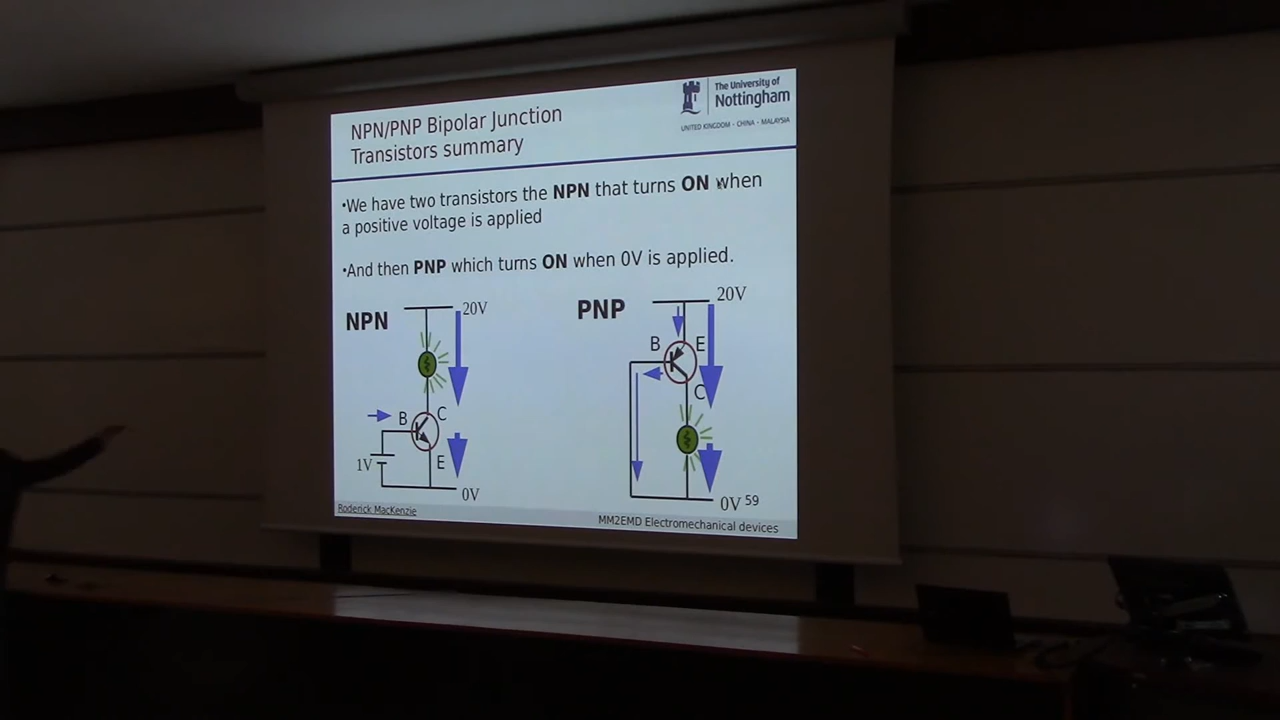 The University of
Nottingham
UNITED KINGDOM · CHINA · MALAYSIA
NPN/PNP Bipolar Junction
Transistors summary
•We have two transistors the NPN that turns ON when
a positive voltage is applied
•And then PNP which turns ON when 0V is applied.
NPN
20V
B
C
1V
E
0V
PNP
20V
B
E
C
0V
59
Roderick MacKenzie
MM2EMD Electromechanical devices